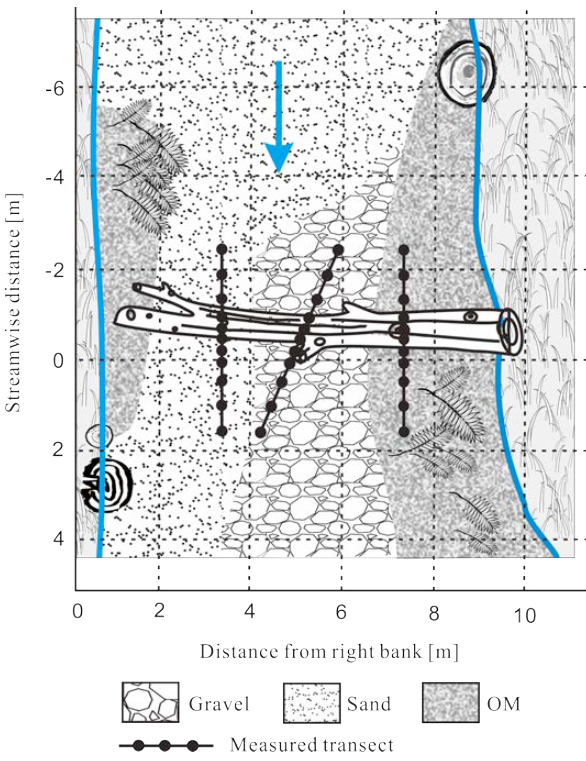 -6
-4
-2
0
2
4
Streamwise distance [m]
0 2 4 6 8 10
Distance from right bank [m]
Gravel Sand OM
Measured transect